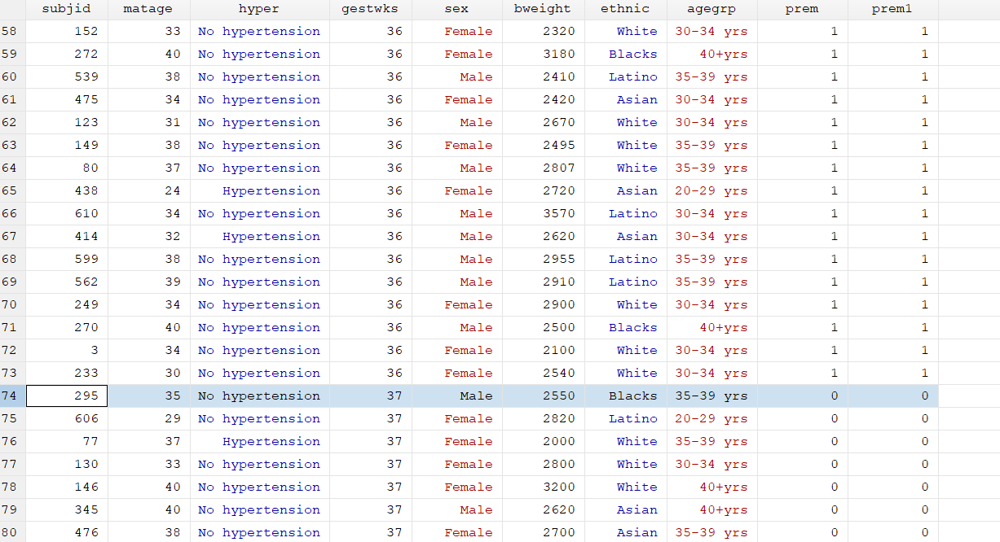 subjid matage hyper gestwks sex bweight ethnic agegrp prem prem1
58 152 33 No hypertension 36 Female 2320 White 30-34 yrs 1 1
59 272 40 No hypertension 36 Female 3180 Blacks 40+yrs 1 1
60 539 38 No hypertension 36 Male 2410 Latino 35-39 yrs 1 1
61 475 34 No hypertension 36 Female 2420 Asian 30-34 yrs 1 1
62 123 31 No hypertension 36 Male 2670 White 30-34 yrs 1 1
63 149 38 No hypertension 36 Female 2495 White 35-39 yrs 1 1
64 80 37 No hypertension 36 Male 2807 White 35-39 yrs 1 1
65 438 24 Hypertension 36 Female 2720 Asian 20-29 yrs 1 1
66 610 34 No hypertension 36 Male 3570 Latino 30-34 yrs 1 1
67 414 32 Hypertension 36 Male 2620 Asian 30-34 yrs 1 1
68 599 38 No hypertension 36 Male 2955 Latino 35-39 yrs 1 1
69 562 39 No hypertension 36 Male 2910 Latino 35-39 yrs 1 1
70 249 34 No hypertension 36 Female 2900 White 30-34 yrs 1 1
71 270 40 No hypertension 36 Male 2500 Blacks 40+yrs 1 1
72 3 34 No hypertension 36 Female 2100 White 30-34 yrs 1 1
73 233 30 No hypertension 36 Female 2540 White 30-34 yrs 1 1
74 295 35 No hypertension 37 Male 2550 Blacks 35-39 yrs 0 0
75 606 29 No hypertension 37 Female 2820 Latino 20-29 yrs 0 0
76 77 37 Hypertension 37 Female 2000 White 35-39 yrs 0 0
77 130 33 No hypertension 37 Female 2800 White 30-34 yrs 0 0
78 146 40 No hypertension 37 Female 3200 White 40+yrs 0 0
79 345 40 No hypertension 37 Male 2620 Asian 40+yrs 0 0
80 476 38 No hypertension 37 Female 2700 Asian 35-39 yrs 0 0